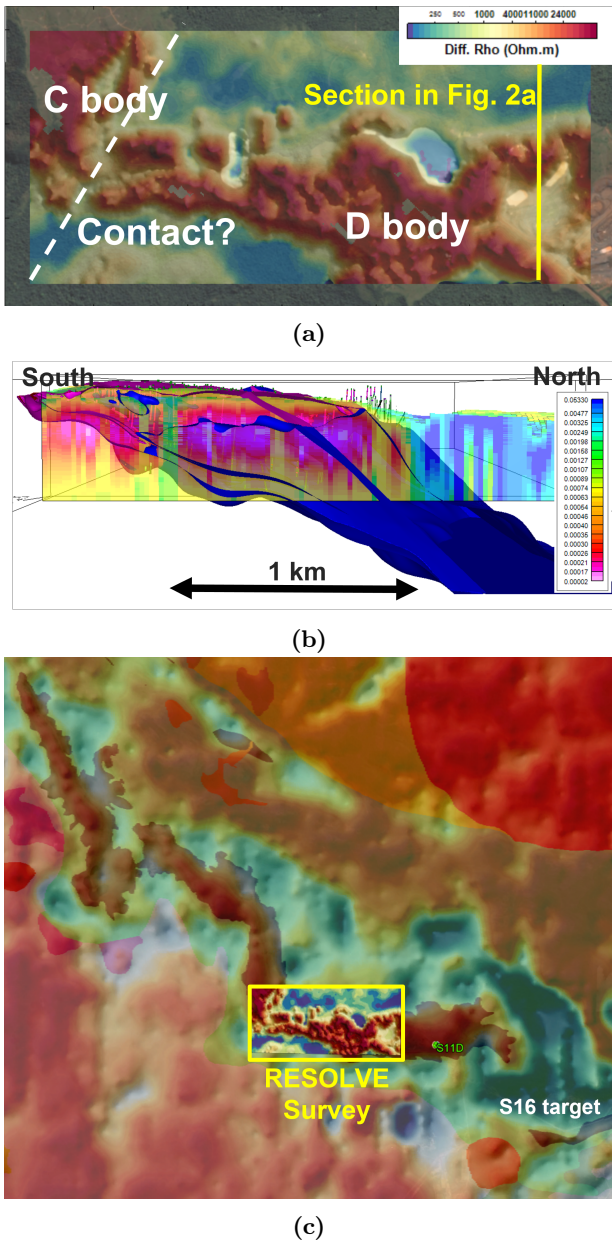 250 500 1000 4000 11000 24000
Diff. Rho (Ohm.m)
C body
Section in Fig. 2a
Contact?
D body
(a)
South
North
0.05330
0.00477
0.00325
0.00249
0.00196
0.00198
0.00127
0.00107
0.00089
0.00074
0.00063
0.00054
0.00046
0.00040
0.00035
0.00030
0.00026
0.00021
0.00017
0.00002
1 km
(b)
S11D
RESOLVE
Survey
S16 target
(c)